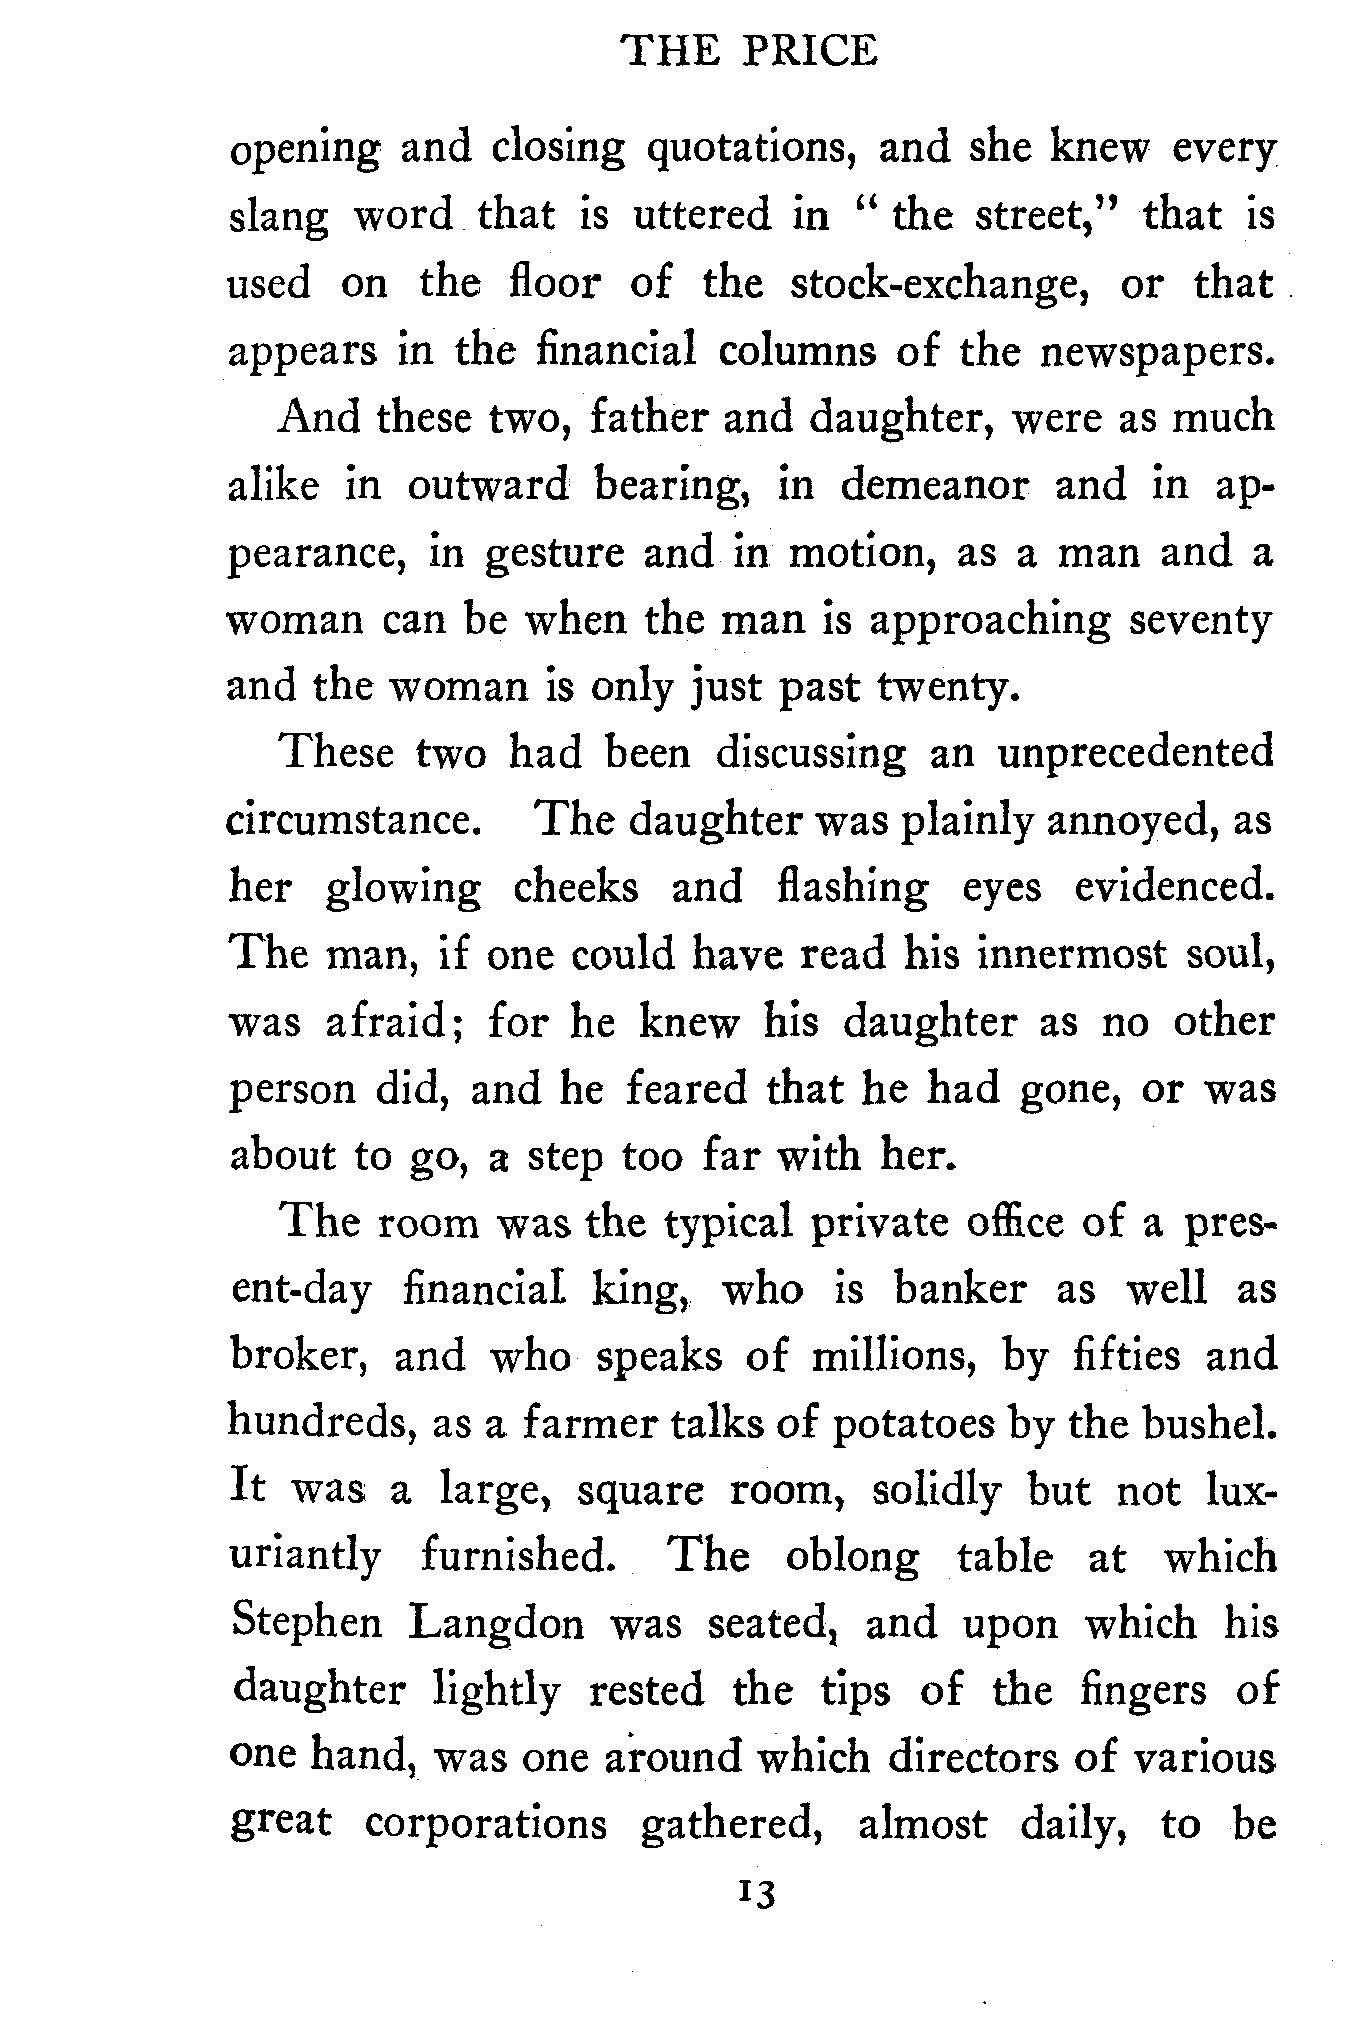 THE PRICE
opening and closing quotations, and she knew every
slang word that is uttered in “ the street,” that is
used on the floor of the stock-exchange, or that
appears in the financial columns of the newspapers.
And these two, father and daughter, were as much
alike in outward bearing, in demeanor and in ap-
pearance, in gesture and in motion, as a man and a
woman can be when the man is approaching seventy
and the woman is only just past twenty.
These two had been discussing an unprecedented
circumstance. The daughter was plainly annoyed, as
her glowing cheeks and flashing eyes evidenced.
The man, if one could have read his innermost soul,
was afraid; for he knew his daughter as no other
person did, and he feared that he had gone, or was
about to go, a step too far with her.
The room was the typical private office of a pres-
ent-day financial king, who is banker as well as
broker, and who speaks of millions, by fifties and
hundreds, as a farmer talks of potatoes by the bushel.
It was a large, square room, solidly but not lux-
uriantly furnished. The oblong table at which
Stephen Langdon was seated, and upon which his
daughter lightly rested the tips of the fingers of
one hand, was one around which directors of various
great corporations gathered, almost daily, to be
13